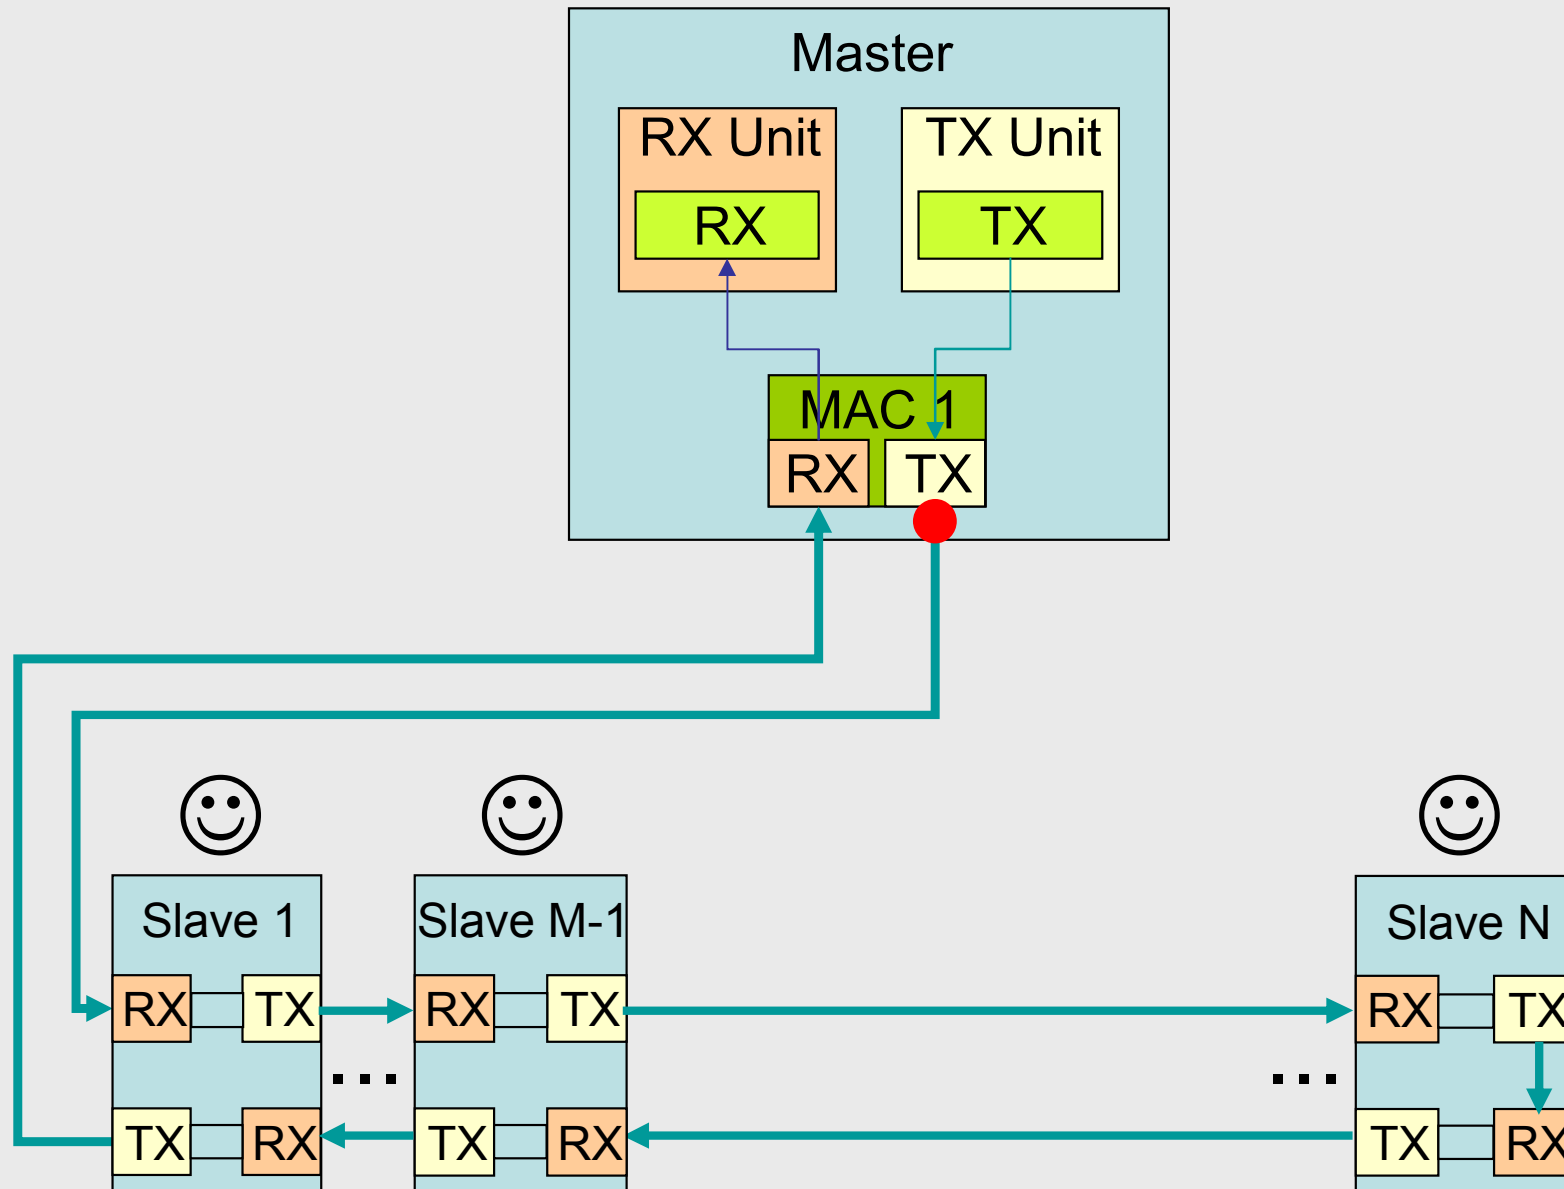 Master
RX Unit TX Unit
RX TX
MAC 1
RX TX
Slave 1 Slave M-1 Slave N
RX TX RX TX RX TX
... ...
TX RX TX RX TX RX